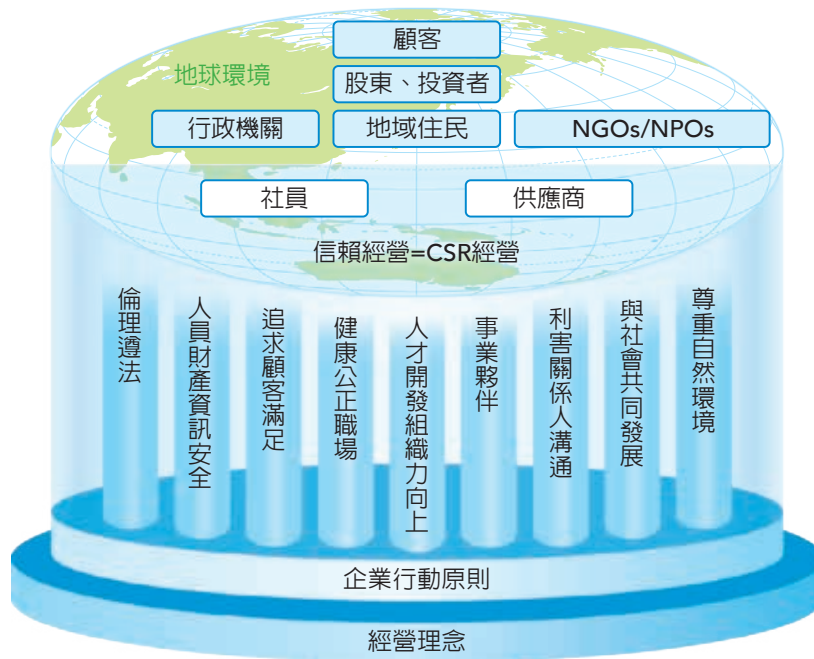 顧客
地球環境
股東、投資者
行政機關
地域住民
NGOs/NPOs
社員
供應商
信賴經營=CSR經營
倫理遵法
人員財產資訊安全
追求顧客滿足
健康公正職場
人才開發組織力向上
事業夥伴
利害關係人溝通
與社會共同發展
尊重自然環境
企業行動原則
經營理念